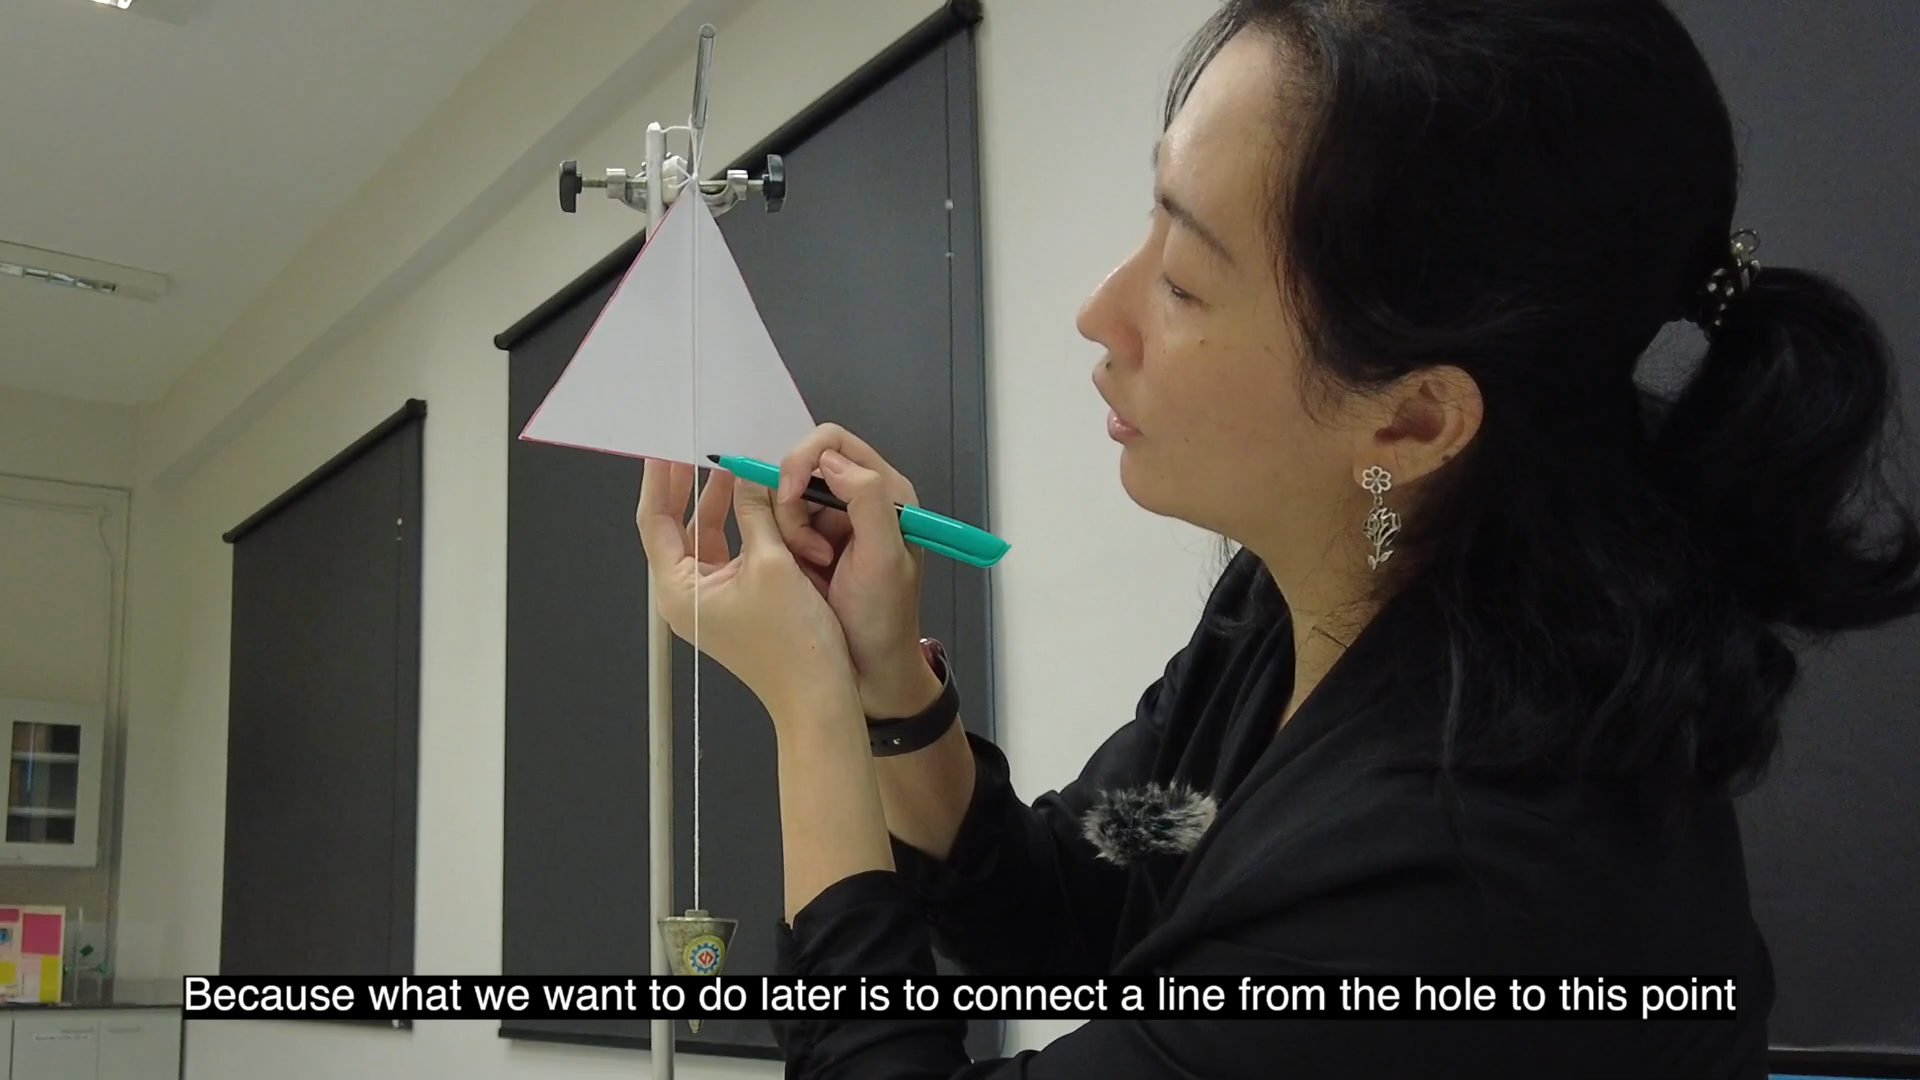 Because what we want to do later is to connect a line from the hole to this point